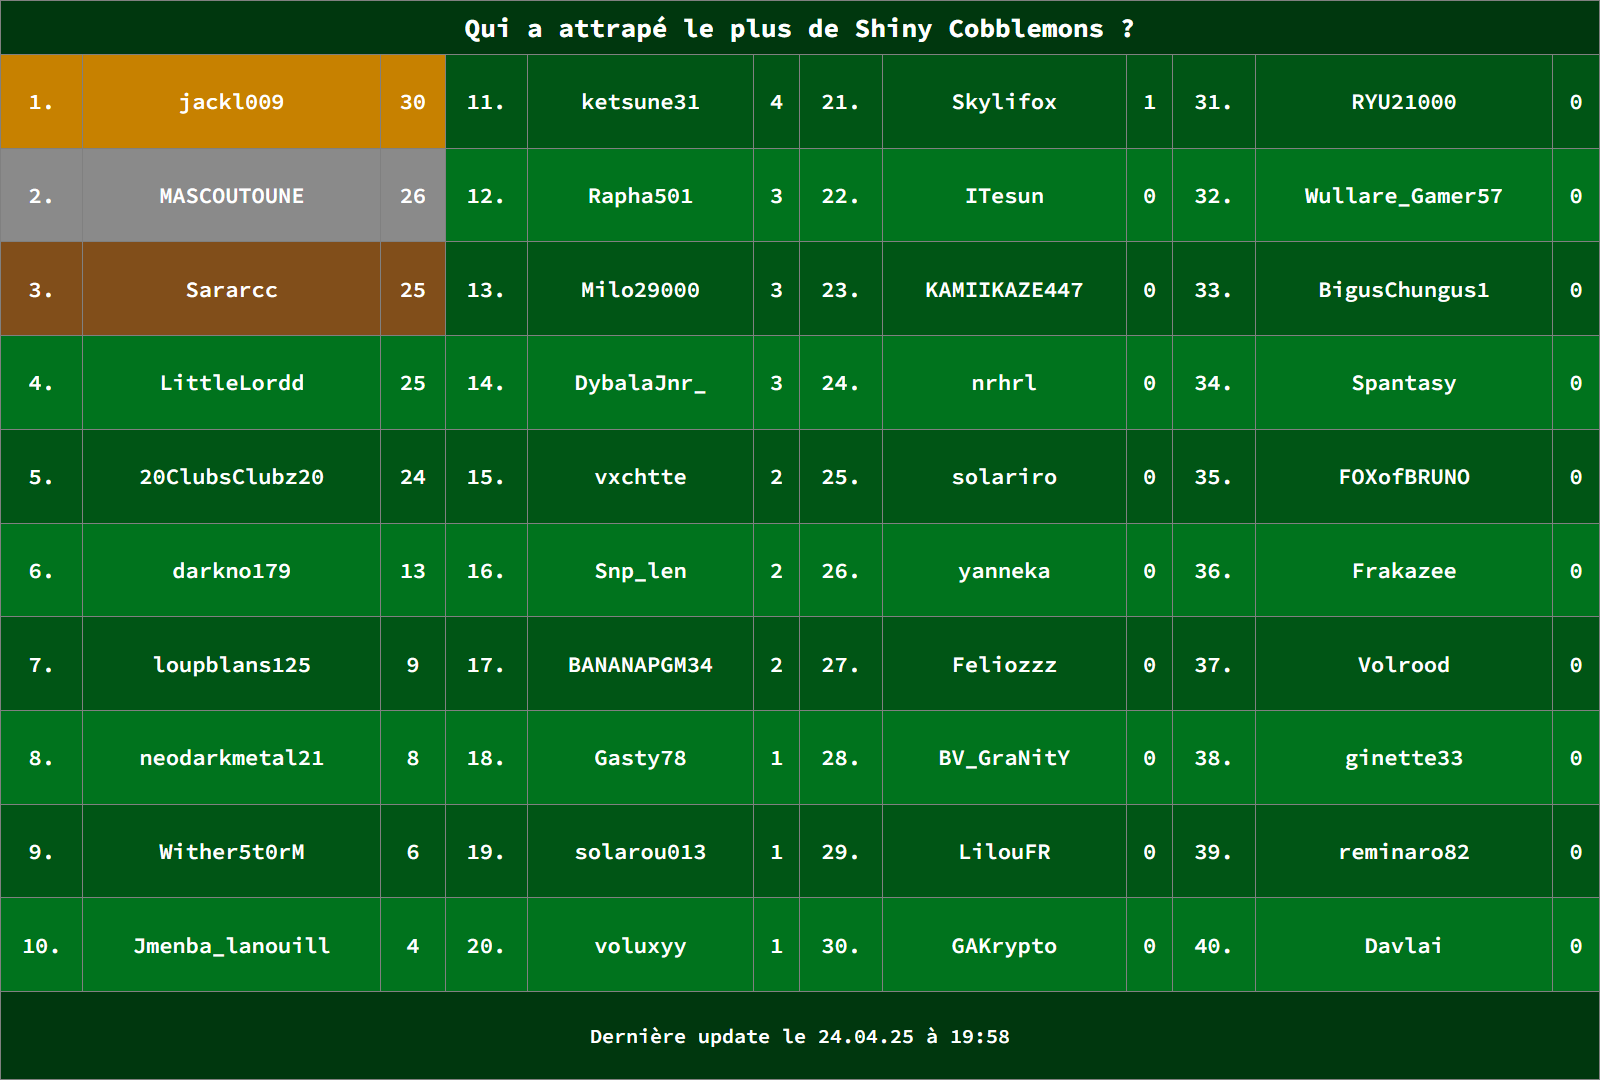 Qui a attrapé le plus de Shiny Cobblemons ?
1. jackl009 30 11. ketsune31 4 21. Skylifox 1 31. RYU21000 0
2. MASCOUTOUNE 26 12. Rapha501 3 22. ITesun 0 32. Wullare_Gamer57 0
3. Sararcc 25 13. Milo29000 3 23. KAMIIKAZE447 0 33. BigusChungus1 0
4. LittleLordd 25 14. DybalaJnr_ 3 24. nrhrl 0 34. Spantasy 0
5. 20ClubsClubz20 24 15. vxchtte 2 25. solariro 0 35. FOXofBRUNO 0
6. darkno179 13 16. Snp_len 2 26. yanneka 0 36. Frakazee 0
7. loupblans125 9 17. BANANAPGM34 2 27. Feliozzz 0 37. Volrood 0
8. neodarkmetal21 8 18. Gasty78 1 28. BV_GraNitY 0 38. ginette33 0
9. Wither5t0rM 6 19. solarou013 1 29. LilouFR 0 39. reminaro82 0
10. Jmenba_lanouill 4 20. voluxyy 1 30. GAKrypto 0 40. Davlai 0
Dernière update le 24.04.25 à 19:58